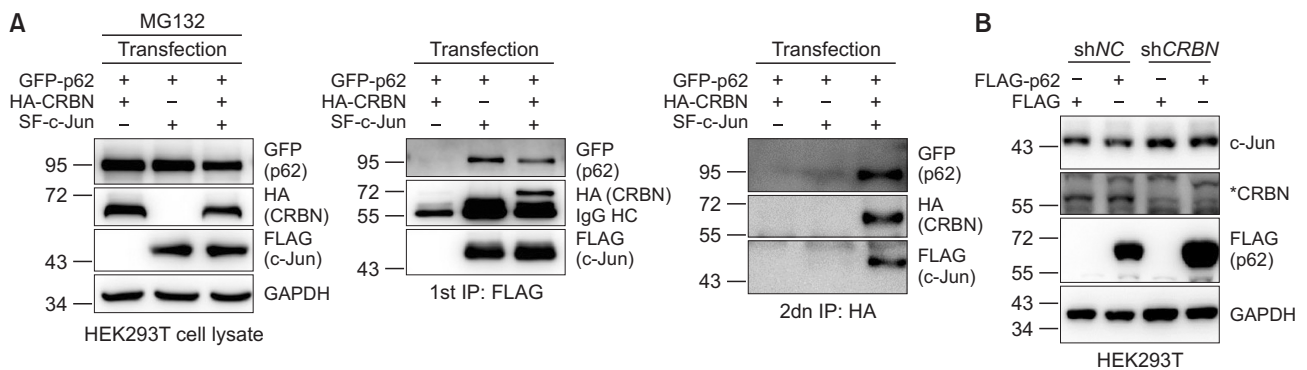 A
MG132
Transfection
GFP-p62 + + +
HA-CRBN + – +
SF-c-Jun – + +
95
GFP
(p62)
72
HA
(CRBN)
43
FLAG
(c-Jun)
34
GAPDH
HEK293T cell lysate
Transfection
GFP-p62 + + +
HA-CRBN + – +
SF-c-Jun – + +
95
GFP
(p62)
72
HA (CRBN)
55
IgG HC
43
FLAG
(c-Jun)
1st IP: FLAG
Transfection
GFP-p62 + + +
HA-CRBN + – +
SF-c-Jun – + +
95
GFP
(p62)
72
55
HA
(CRBN)
43
FLAG
(c-Jun)
2dn IP: HA
B
shNC shCRBN
FLAG-p62 – + – +
FLAG + – + –
43
c-Jun
55
*CRBN
72
55
FLAG
(p62)
43
34
GAPDH
HEK293T